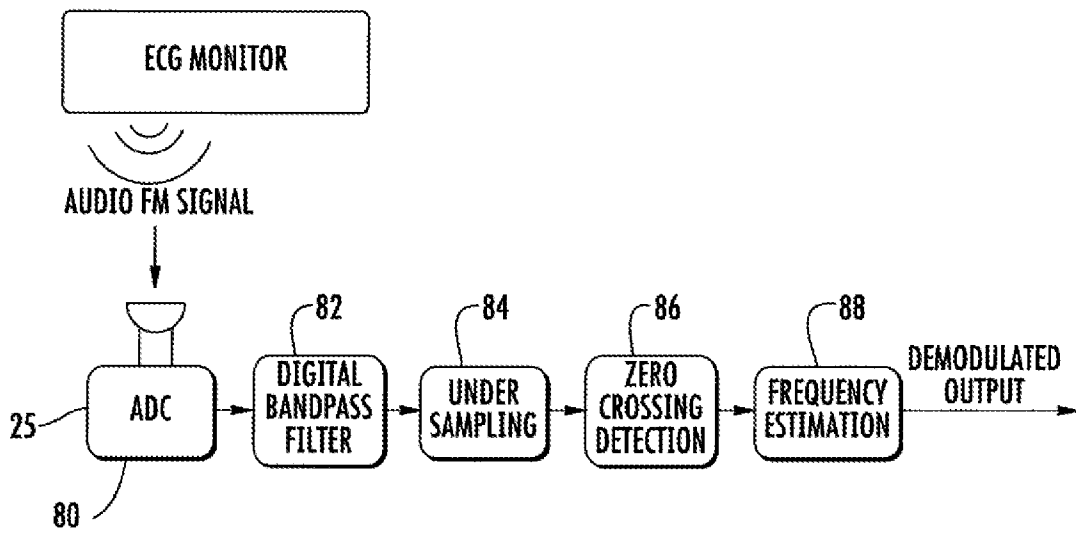 ECG MONITOR
AUDIO FM SIGNAL
82
84
86
88
25
ADC
DIGITAL
BANDPASS
FILTER
UNDER
SAMPLING
ZERO
CROSSING
DETECTION
FREQUENCY
ESTIMATION
DEMODULATED
OUTPUT
80